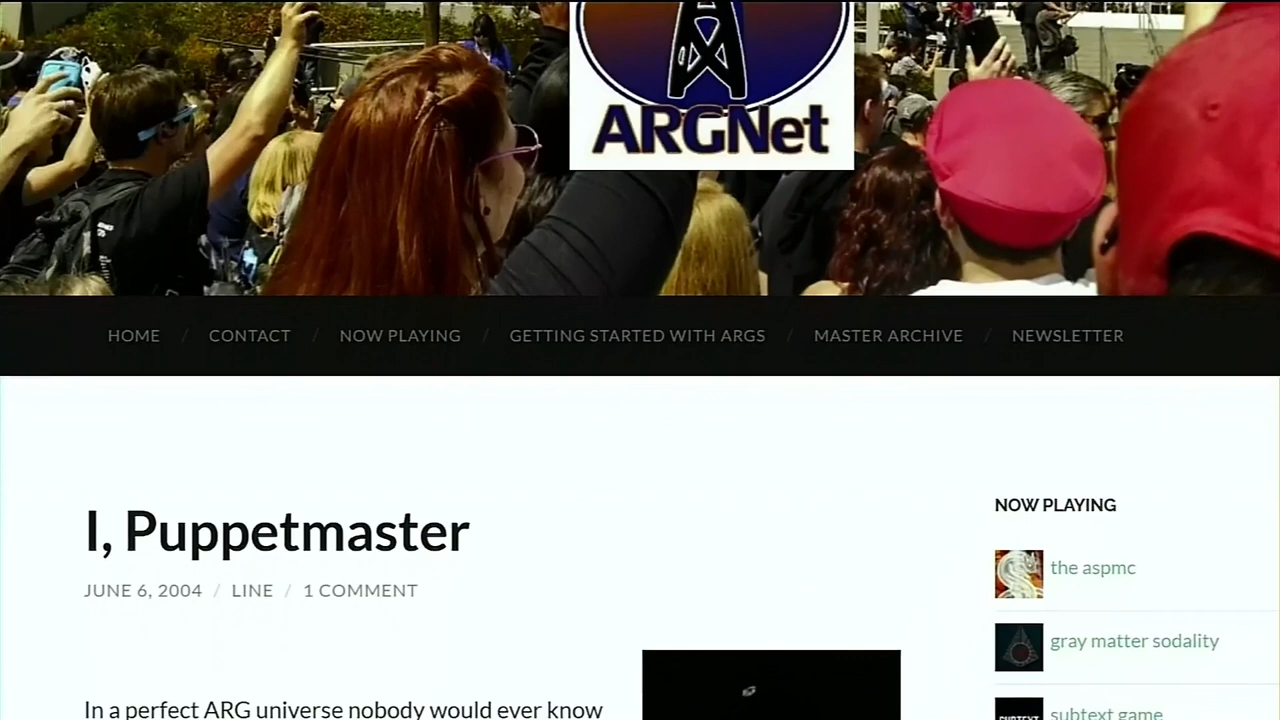 ARGNet
HOME / CONTACT / NOW PLAYING / GETTING STARTED WITH ARGS / MASTER ARCHIVE / NEWSLETTER
I, Puppetmaster
JUNE 6, 2004 / LINE / 1 COMMENT
In a perfect ARG universe nobody would ever know
NOW PLAYING
the aspmc
gray matter sodality
subtext game